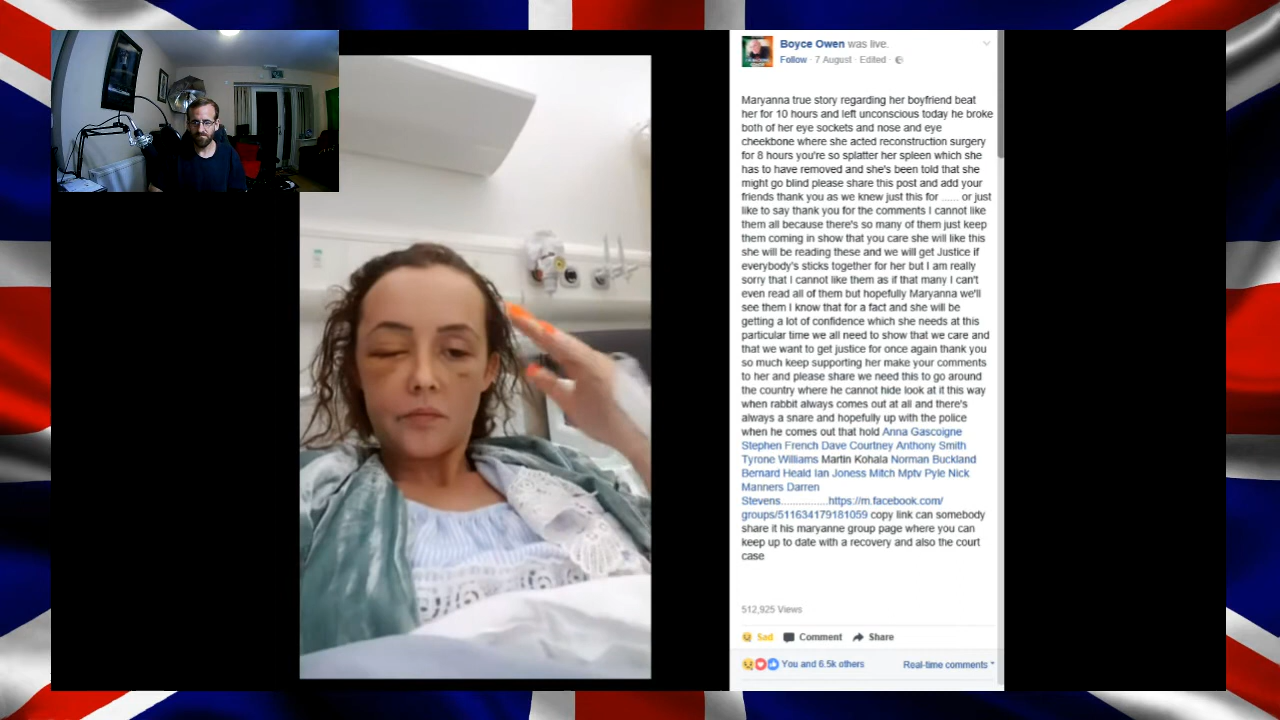 Boyce Owen was live.
Follow · 7 August · Edited ·
Maryanna true story regarding her boyfriend beat
her for 10 hours and left unconscious today he broke
both of her eye sockets and nose and eye
cheekbone where she acted reconstruction surgery
for 8 hours you're so splatter her spleen which she
has to have removed and she's been told that she
might go blind please share this post and add your
friends thank you as we knew just this for ...... or just
like to say thank you for the comments I cannot like
them all because there's so many of them just keep
them coming in show that you care she will like this
she will be reading these and we will get Justice if
everybody's sticks together for her but I am really
sorry that I cannot like them as if that many I can't
even read all of them but hopefully Maryanna we'll
see them I know that for a fact and she will be
getting a lot of confidence which she needs at this
particular time we all need to show that we care and
that we want to get justice for once again thank you
so much keep supporting her make your comments
to her and please share we need this to go around
the country where he cannot hide look at it this way
when rabbit always comes out at all and there's
always a snare and hopefully up with the police
when he comes out that hold Anna Gascoigne
Stephen French Dave Courtney Anthony Smith
Tyrone Williams Martin Kohala Norman Buckland
Bernard Heald Ian Joness Mitch Mptv Pyle Nick
Manners Darren
Stevens................https://m.facebook.com/
groups/511634179181059 copy link can somebody
share it his maryanne group page where you can
keep up to date with a recovery and also the court
case
512,925 Views
Sad Comment Share
You and 6.5k others Real-time comments